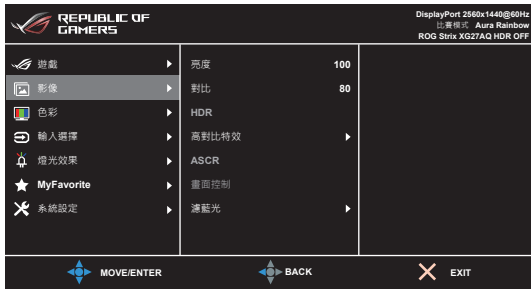 REPUBLIC OF
GAMERS
DisplayPort 2560x1440@60Hz
比賽模式 Aura Rainbow
ROG Strix XG27AQ HDR OFF
遊戲
影像
色彩
輸入選擇
燈光效果
MyFavorite
系統設定
亮度 100
對比 80
HDR
高對比特效
ASCR
畫面控制
濾藍光
MOVE/ENTER
BACK
EXIT